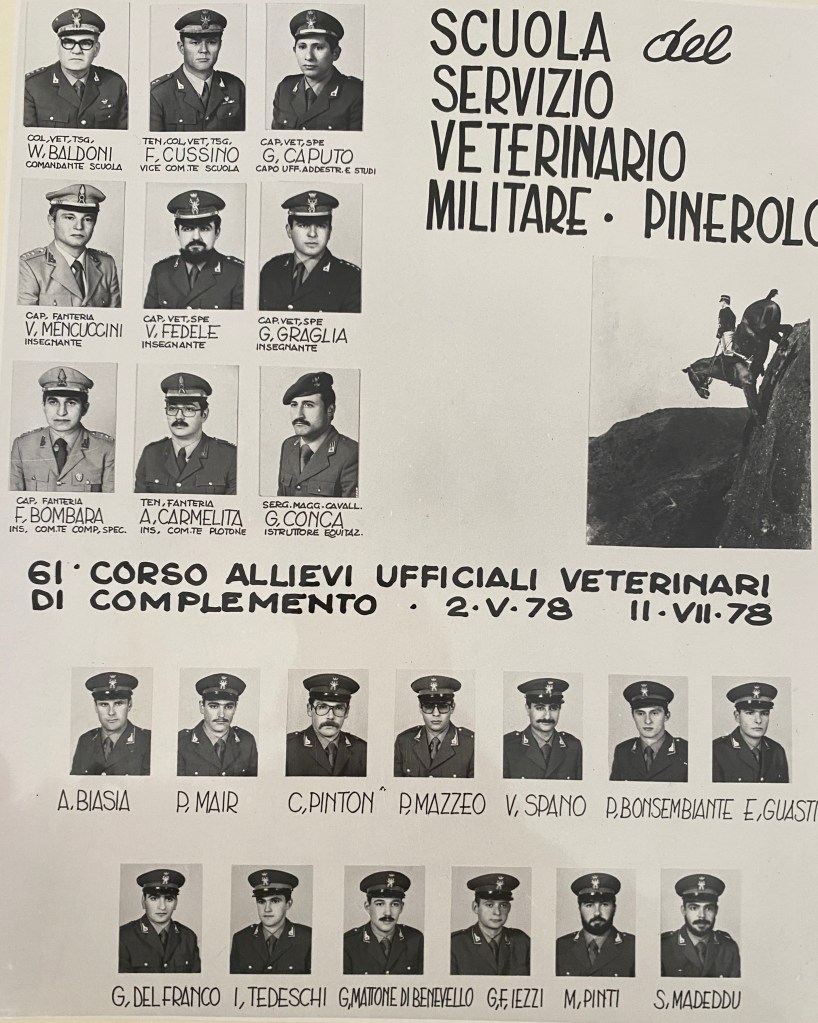 SCUOLA del
SERVIZIO
VETERINARIO
MILITARE · PINEROLO
COL, VET, TSG,
W, BALDONI
COMANDANTE SCUOLA
TEN, COL, VET, TSG,
F, CUSSINO
VICE COM.TE SCUOLA
CAP, VET, SPE
G, CAPUTO
CAPO UFF. ADDESTR. E STUDI
CAP, FANTERIA
V, MENCUCCINI
INSEGNANTE
CAP, VET, SPE
V, FEDELE
INSEGNANTE
CAP. VET, SPE
G, GRAGLIA
INSEGNANTE
CAP, FANTERIA
F, BOMBARA
INS, COM.TE COMP, SPEC.
TEN, FANTERIA
A, CARMELITA
INS, COM.TE PLOTONE
SERG. MAGG. CAVALL.
G, CONCA
ISTRUTTORE EQUITAZ.
61· CORSO ALLIEVI UFFICIALI VETERINARI
DI COMPLEMENTO · 2·V·78 11·VII·78
A, BIASIA P, MAIR C, PINTON P, MAZZEO V, SPANO P, BONSEMBIANTE E, GUASTI
G, DEL FRANCO I, TEDESCHI G, MATTONE DI BENEVELLO G, F, IEZZI M, PINTI S, MADEDDU